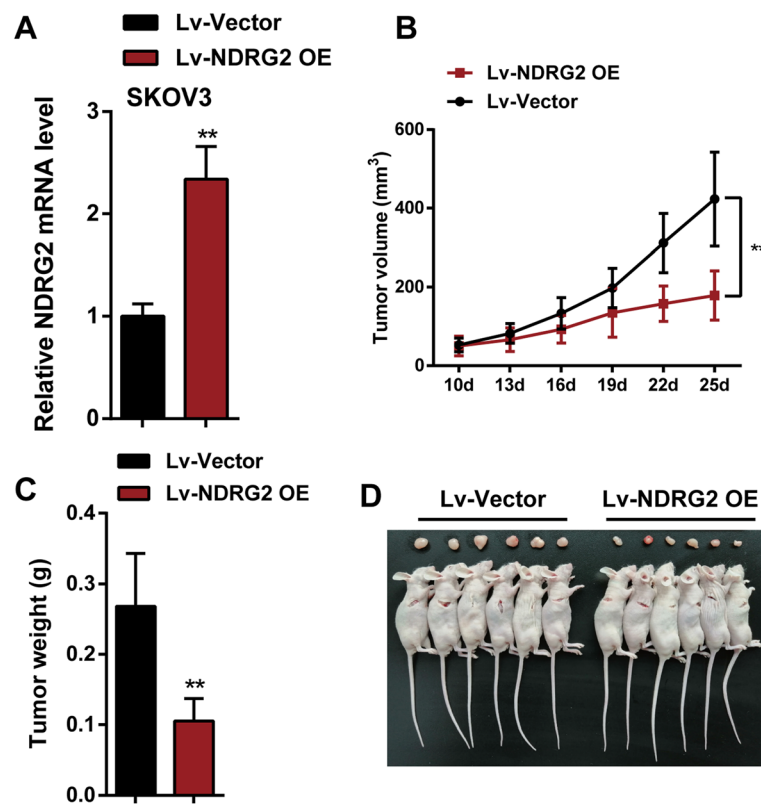 A
Lv-Vector
Lv-NDRG2 OE
SKOV3
Relative NDRG2 mRNA level
3
2
1
0
**
B
Lv-NDRG2 OE
Lv-Vector
Tumor volume (mm³)
600
400
200
0
10d 13d 16d 19d 22d 25d
C
Lv-Vector
Lv-NDRG2 OE
Tumor weight (g)
0.4
0.3
0.2
0.1
0.0
**
D
Lv-Vector Lv-NDRG2 OE